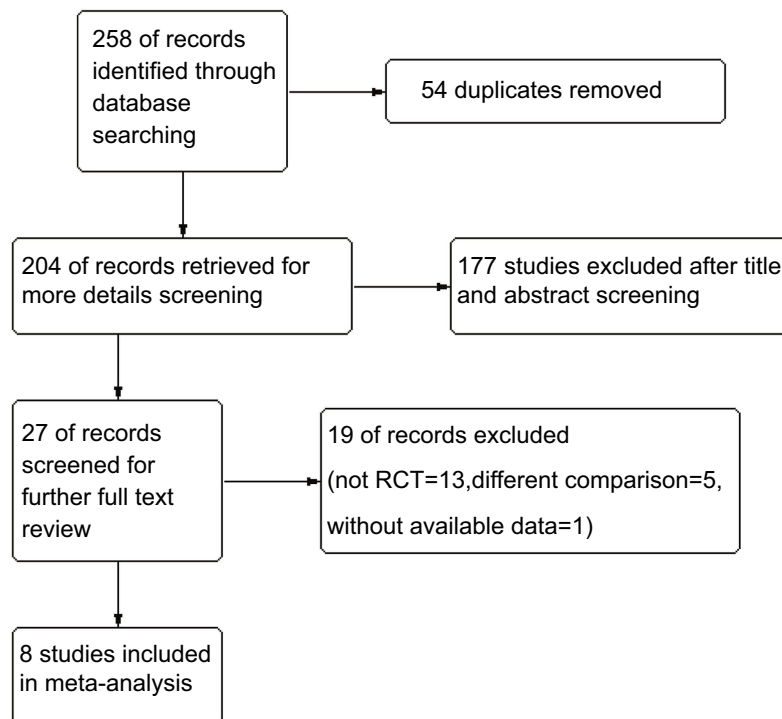 258 of records
identified through
database
searching
54 duplicates removed
204 of records retrieved for
more details screening
177 studies excluded after title
and abstract screening
27 of records
screened for
further full text
review
19 of records excluded
(not RCT=13,different comparison=5,
without available data=1)
8 studies included
in meta-analysis